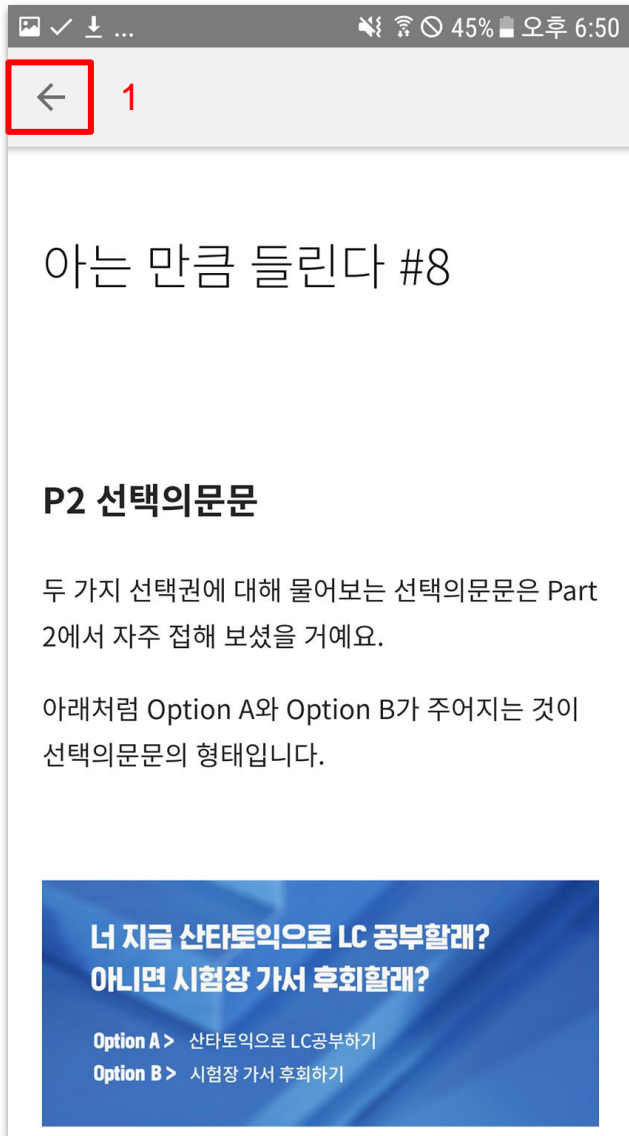 ... 45% 오후 6:50
1
아는 만큼 들린다 #8
P2 선택의문문
두 가지 선택권에 대해 물어보는 선택의문문은 Part
2에서 자주 접해 보셨을 거예요.
아래처럼 Option A와 Option B가 주어지는 것이
선택의문문의 형태입니다.
너 지금 산타토익으로 LC 공부할래?
아니면 시험장 가서 후회할래?
Option A > 산타토익으로 LC공부하기
Option B > 시험장 가서 후회하기